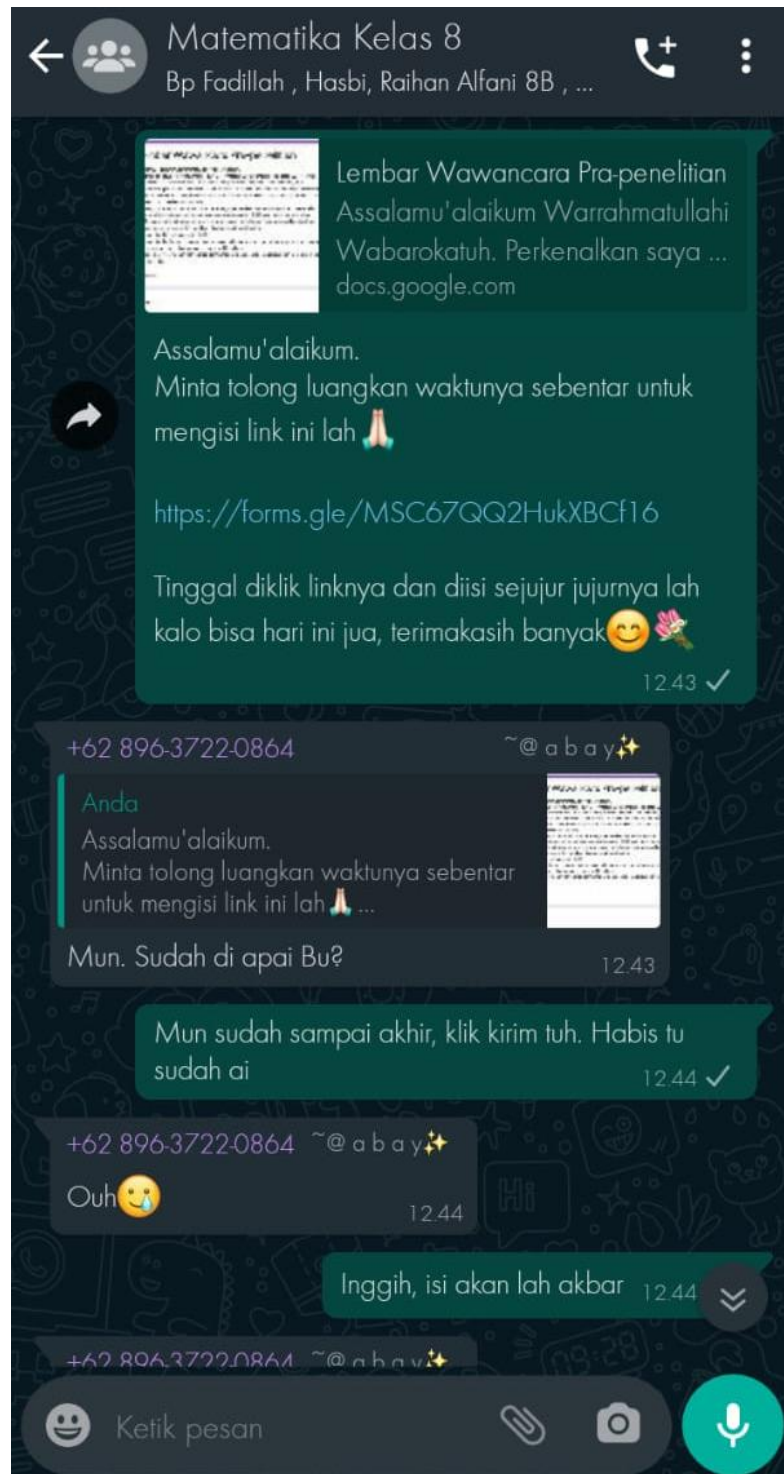 Matematika Kelas 8
Bp Fadillah , Hasbi, Raihan Alfani 8B , ...
Lembar Wawancara Pra-penelitian
Assalamu'alaikum Warrahmatullahi
Wabarokatuh. Perkenalkan saya ...
docs.google.com
Assalamu'alaikum.
Minta tolong luangkan waktunya sebentar untuk
mengisi link ini lah 🙏🏻
https://forms.gle/MSC67QQ2HukXBCf16
Tinggal diklik linknya dan diisi sejujur jujurnya lah
kalo bisa hari ini jua, terimakasih banyak😊💐
12.43
+62 896-3722-0864 ~@ a b a y✨
Anda
Assalamu'alaikum.
Minta tolong luangkan waktunya sebentar
untuk mengisi link ini lah🙏🏻 ...
Mun. Sudah di apai Bu?
12.43
Mun sudah sampai akhir, klik kirim tuh. Habis tu
sudah ai
12.44
+62 896-3722-0864 ~@ a b a y✨
Ouh🥲
12.44
Inggih, isi akan lah akbar 12.44
+62 896-3722-0864 ~@ a b a y✨
Ketik pesan